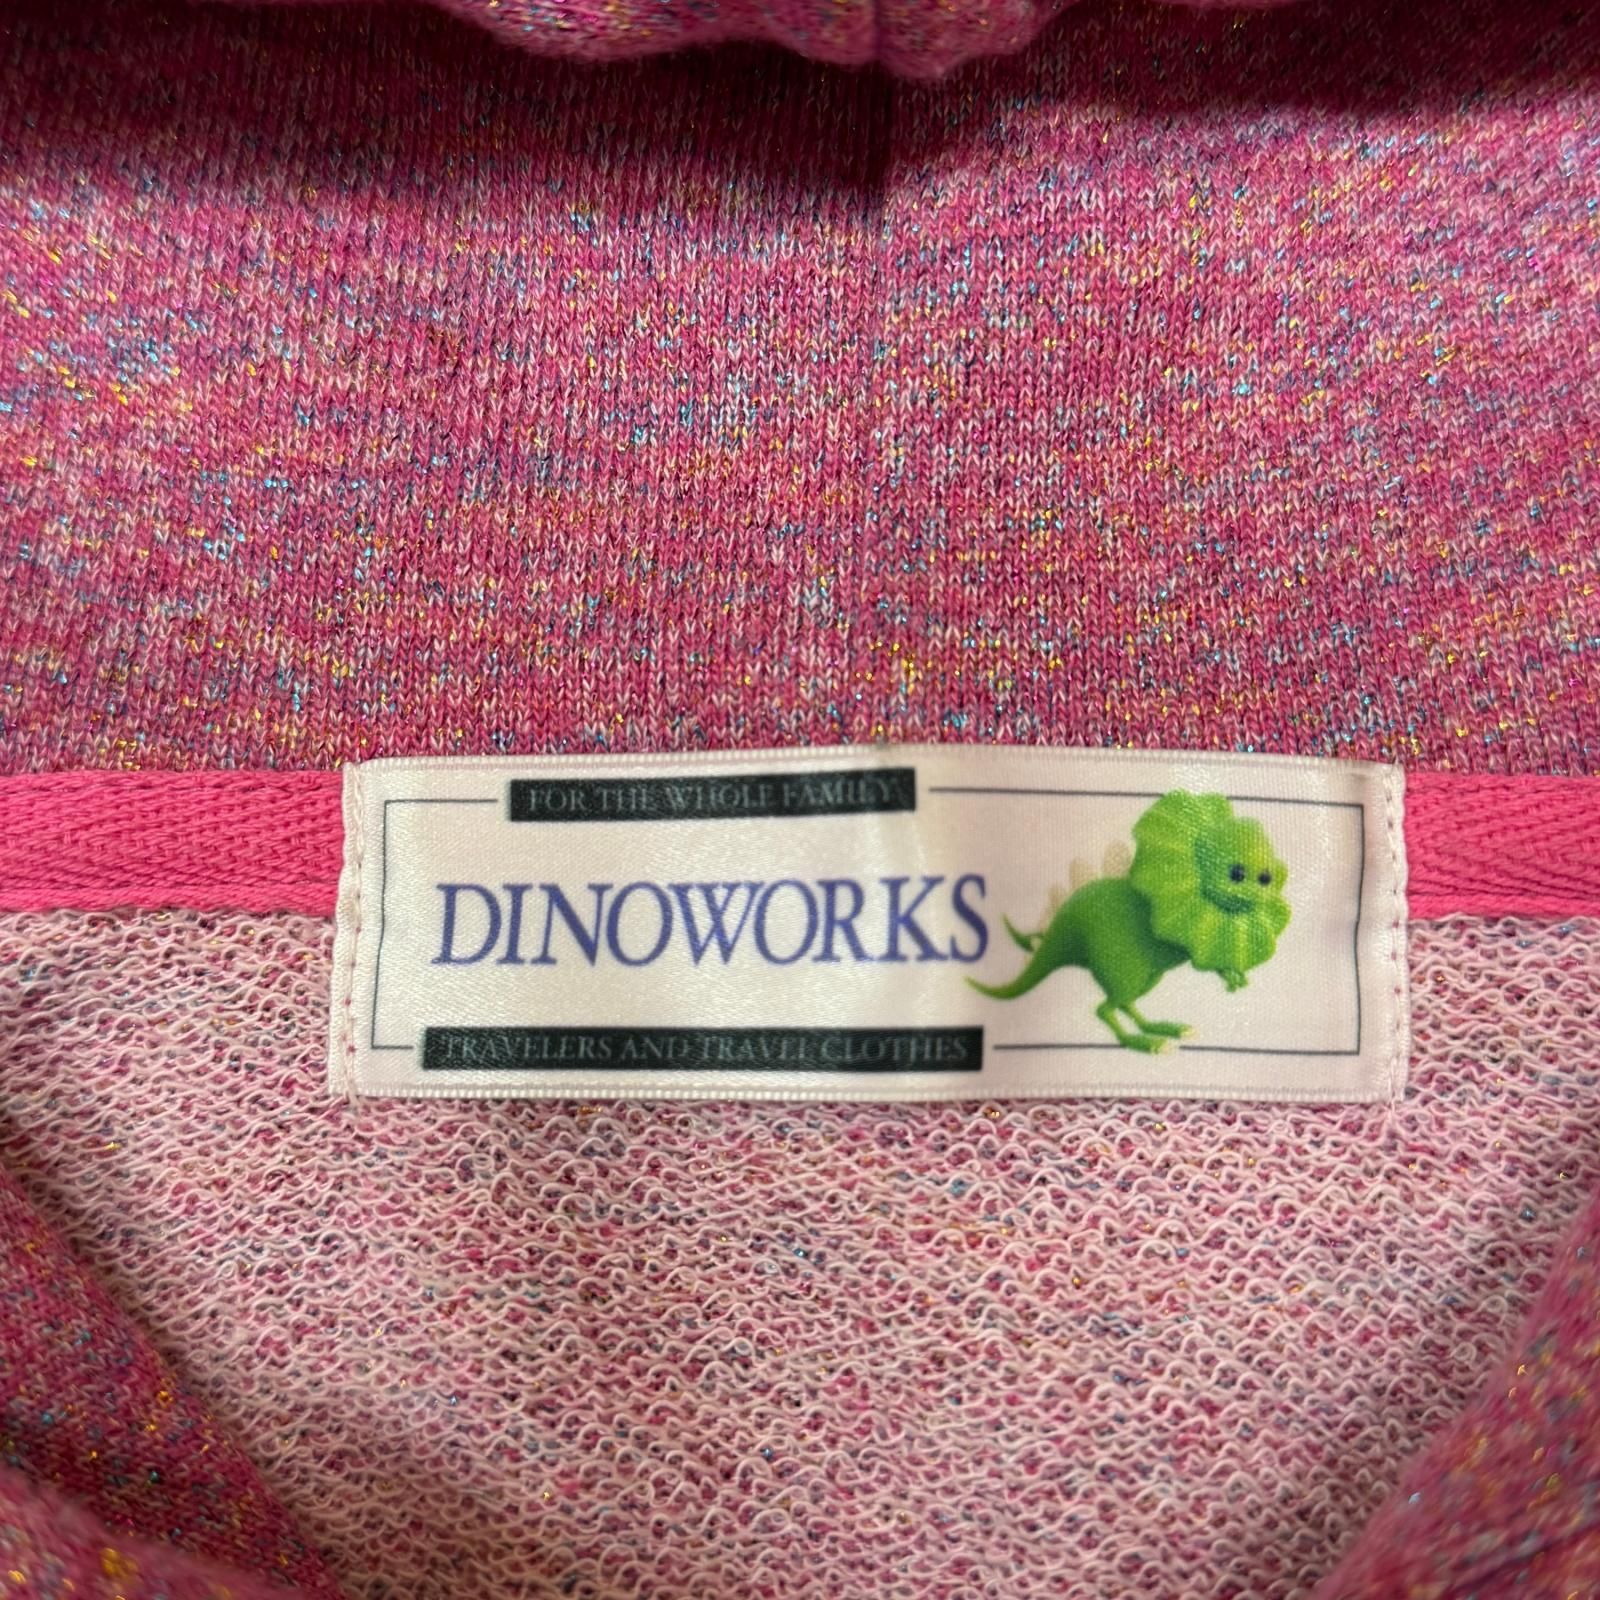 FOR THE WHOLE FAMILY
DINOWORKS
TRAVELERS AND TRAVEL CLOTHES